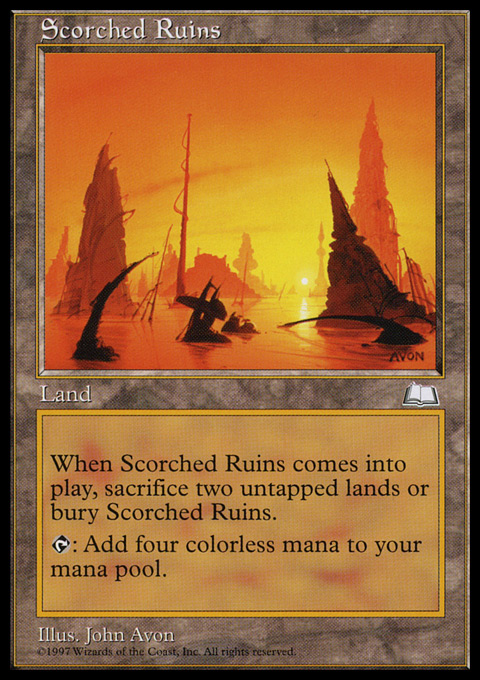 Scorched Ruins
AVON
Land
When Scorched Ruins comes into
play, sacrifice two untapped lands or
bury Scorched Ruins.
: Add four colorless mana to your
mana pool.
Illus. John Avon
©1997 Wizards of the Coast, Inc. All rights reserved.